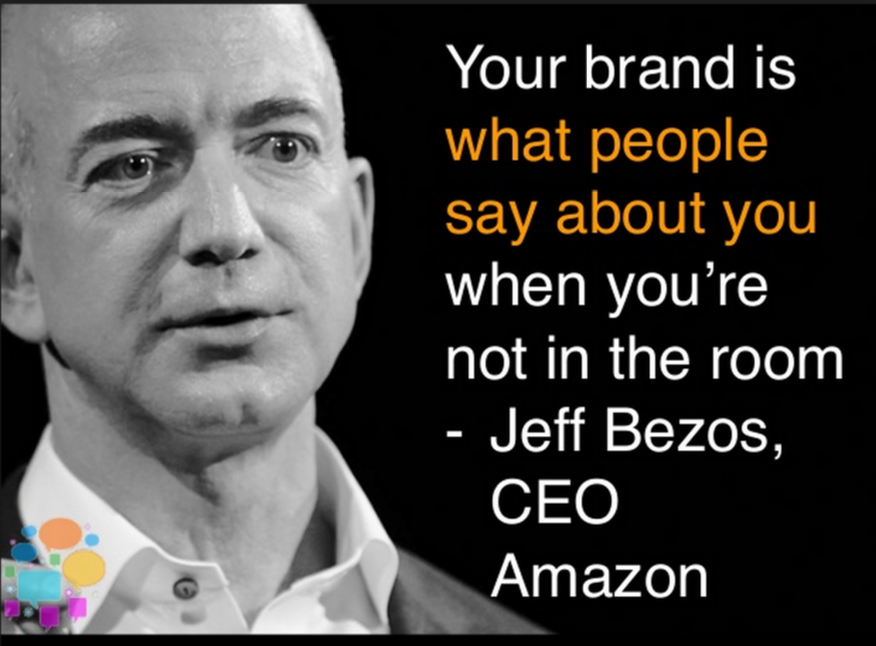 Your brand is
what people
say about you
when you’re
not in the room
- Jeff Bezos,
CEO
Amazon